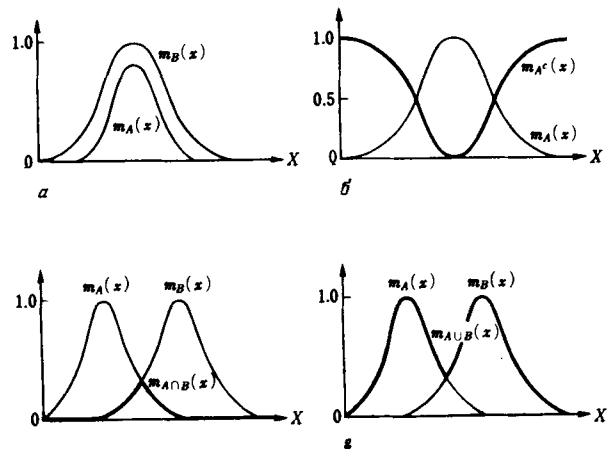 1.0
m_B(x)
m_A(x)
0
X
а
1.0
m_{A^c}(x)
0.5
m_A(x)
0
X
б
m_A(x)
m_B(x)
1.0
m_{A∩B}(x)
0
X
m_A(x)
m_B(x)
1.0
m_{A∪B}(x)
0
X
г